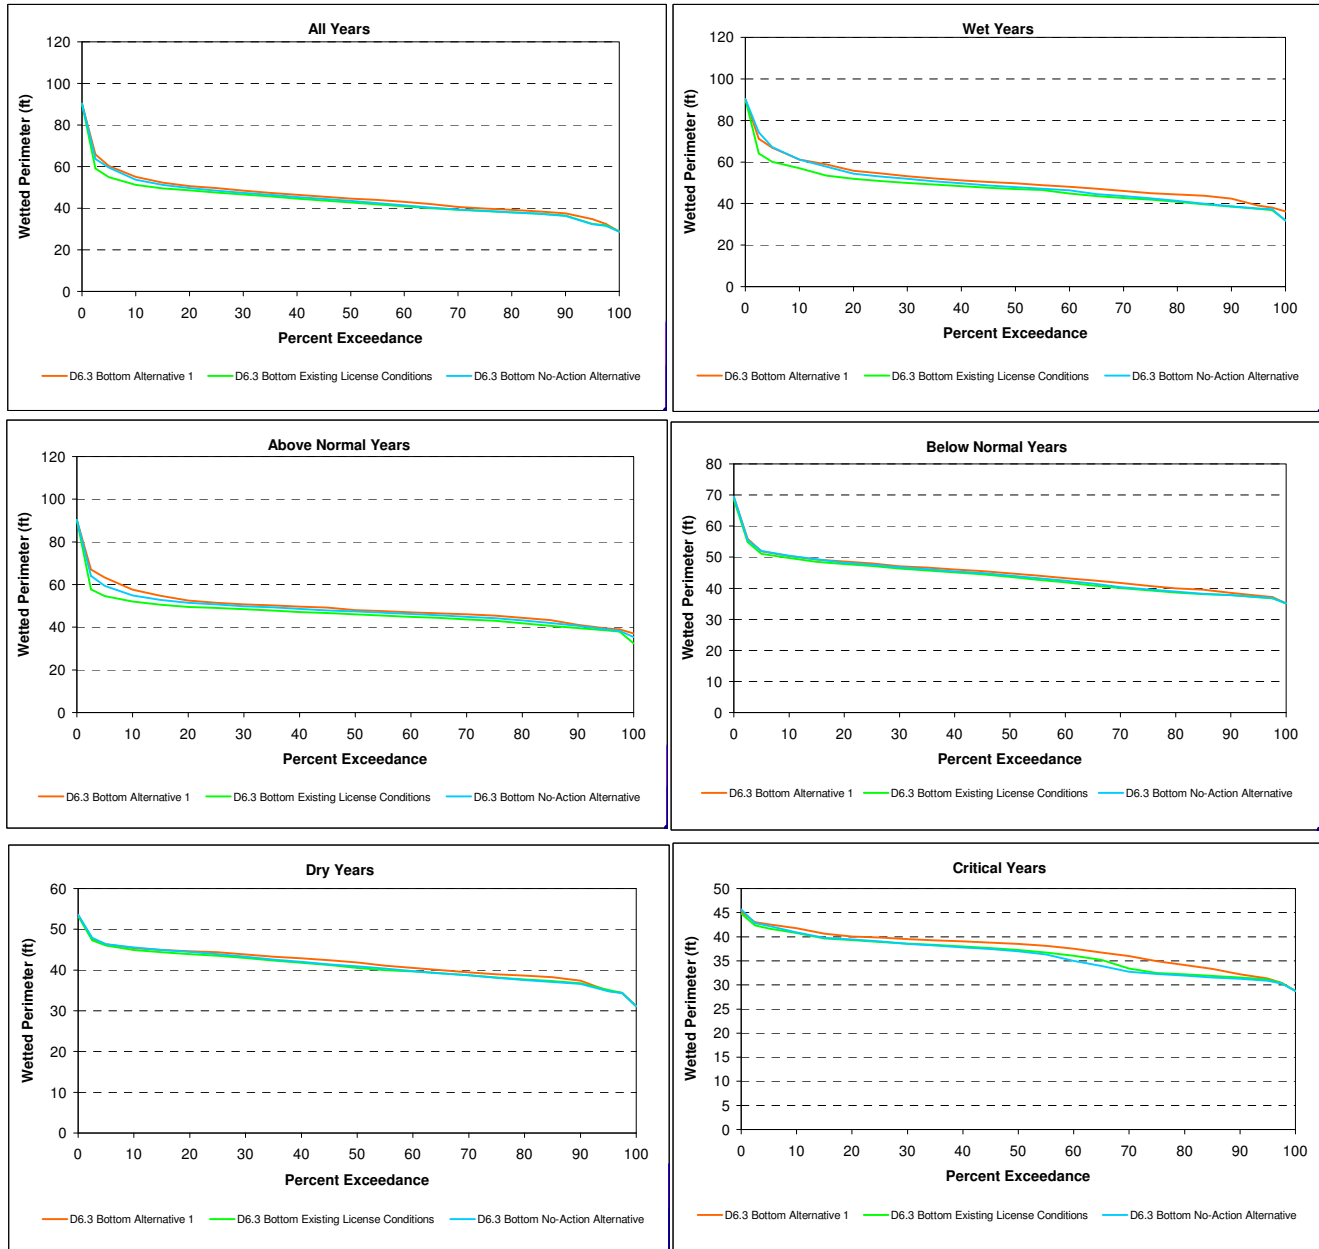 All Years
Wetted Perimeter (ft)
120
100
80
60
40
20
0
0 10 20 30 40 50 60 70 80 90 100
Percent Exceedance
D6.3 Bottom Alternative 1 D6.3 Bottom Existing License Conditions D6.3 Bottom No-Action Alternative
Wet Years
Wetted Perimeter (ft)
120
100
80
60
40
20
0
0 10 20 30 40 50 60 70 80 90 100
Percent Exceedance
D6.3 Bottom Alternative 1 D6.3 Bottom Existing License Conditions D6.3 Bottom No-Action Alternative
Above Normal Years
Wetted Perimeter (ft)
120
100
80
60
40
20
0
0 10 20 30 40 50 60 70 80 90 100
Percent Exceedance
D6.3 Bottom Alternative 1 D6.3 Bottom Existing License Conditions D6.3 Bottom No-Action Alternative
Below Normal Years
Wetted Perimeter (ft)
80
70
60
50
40
30
20
10
0
0 10 20 30 40 50 60 70 80 90 100
Percent Exceedance
D6.3 Bottom Alternative 1 D6.3 Bottom Existing License Conditions D6.3 Bottom No-Action Alternative
Dry Years
Wetted Perimeter (ft)
60
50
40
30
20
10
0
0 10 20 30 40 50 60 70 80 90 100
Percent Exceedance
D6.3 Bottom Alternative 1 D6.3 Bottom Existing License Conditions D6.3 Bottom No-Action Alternative
Critical Years
Wetted Perimeter (ft)
50
45
40
35
30
25
20
15
10
5
0
0 10 20 30 40 50 60 70 80 90 100
Percent Exceedance
D6.3 Bottom Alternative 1 D6.3 Bottom Existing License Conditions D6.3 Bottom No-Action Alternative